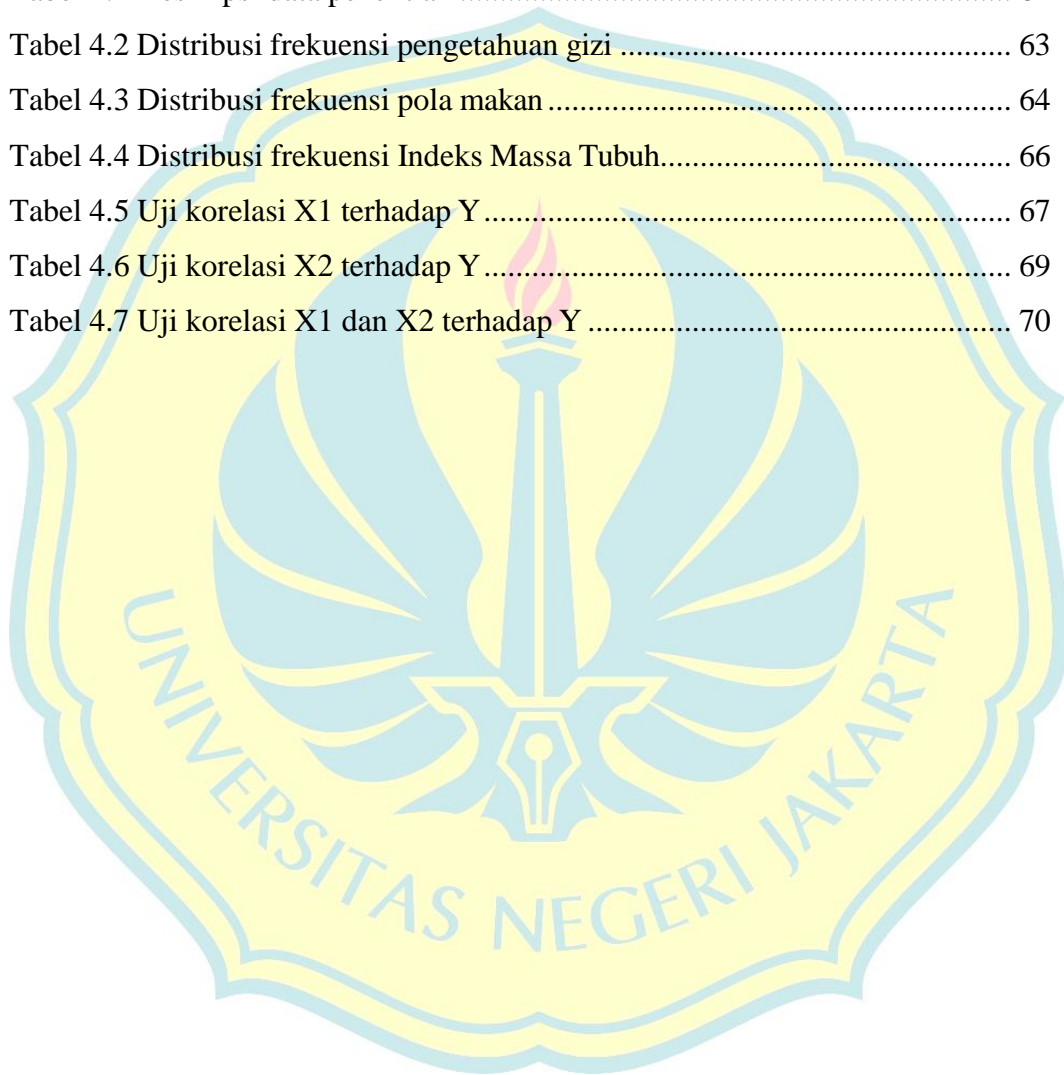 Tabel 4.2 Distribusi frekuensi pengetahuan gizi ........................................ 63
Tabel 4.3 Distribusi frekuensi pola makan ................................................ 64
Tabel 4.4 Distribusi frekuensi Indeks Massa Tubuh.................................... 66
Tabel 4.5 Uji korelasi X1 terhadap Y ....................................................... 67
Tabel 4.6 Uji korelasi X2 terhadap Y ....................................................... 69
Tabel 4.7 Uji korelasi X1 dan X2 terhadap Y ............................................ 70
UNIVERSITAS NEGERI JAKARTA